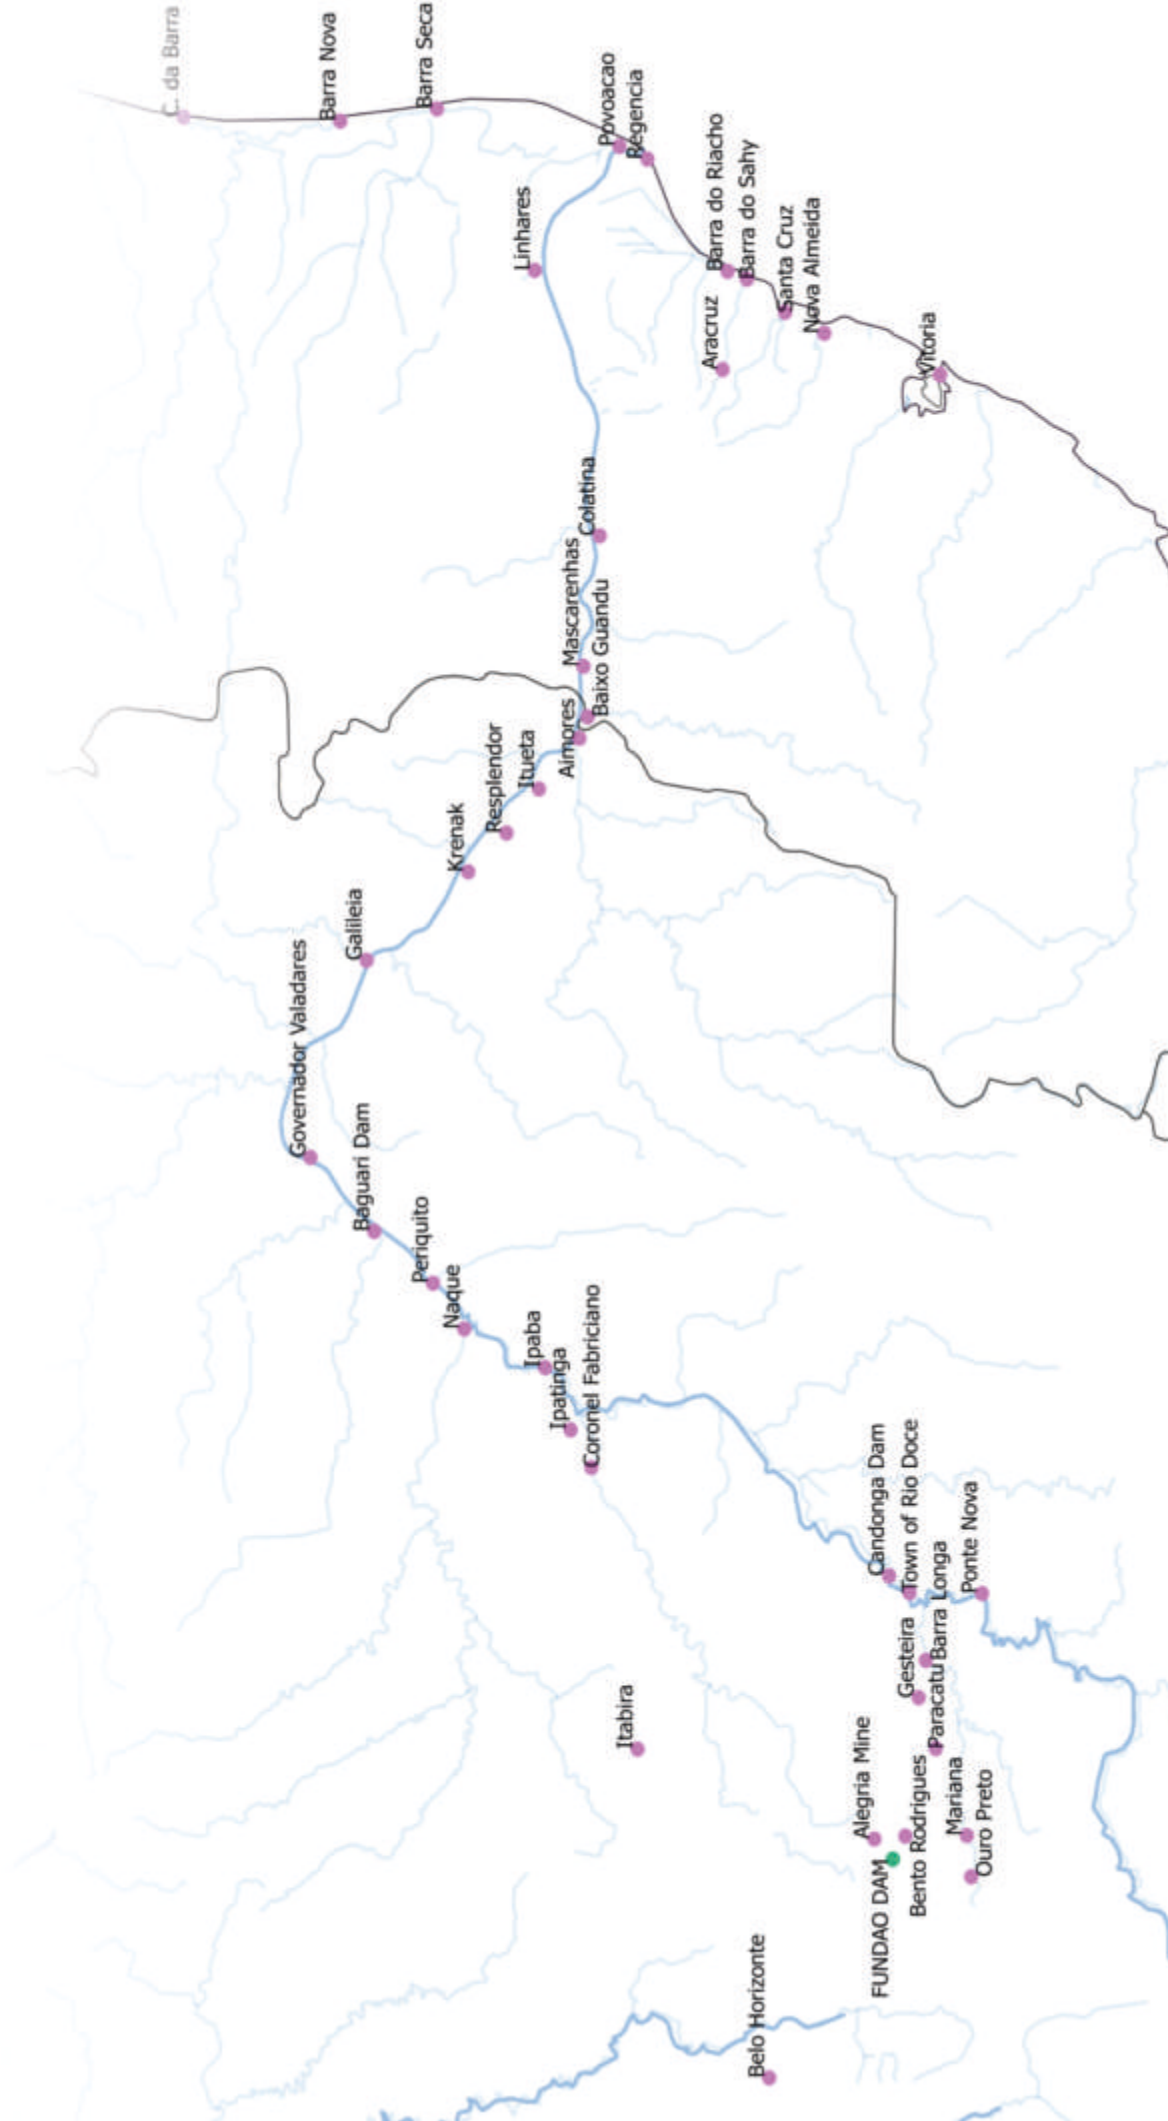 C. da Barra
Barra Nova
Barra Seca
Povoacao
Regencia
Linhares
Barra do Riacho
Barra do Sahy
Santa Cruz
Nova Almeida
Aracruz
Vitoria
Colatina
Mascarenhas
Baixo Guandu
Aimores
Itueta
Resplendor
Krenak
Galileia
Governador Valadares
Baguari Dam
Periquito
Naque
Ipaba
Ipatinga
Coronel Fabriciano
Candonga Dam
Town of Rio Doce
Ponte Nova
Barra Longa
Gesteira
Paracatu
Itabira
Alegria Mine
Bento Rodrigues
Mariana
Ouro Preto
FUNDAO DAM
Belo Horizonte